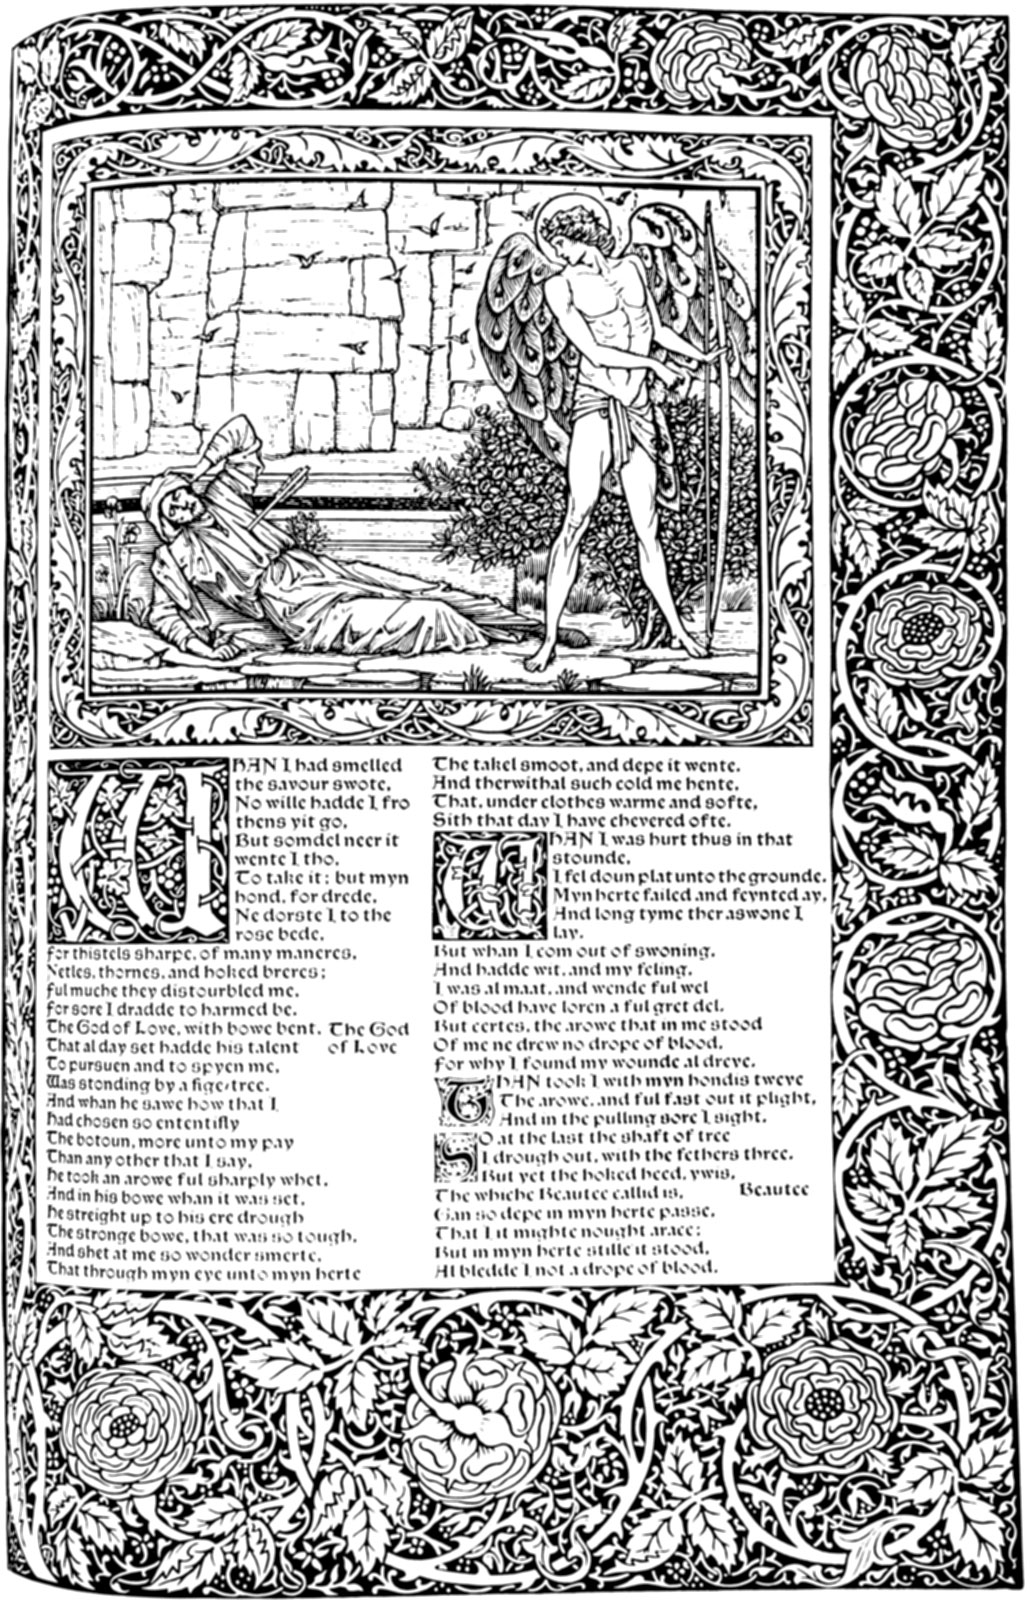 WHAN I had smelled
the savour swote,
No wille hadde I fro
thens yit go,
But somdel neer it
wente I tho,
To take it; but myn
hond, for drede,
Ne dorste I to the
rose bede,
For thistels sharpe, of many maneres,
Netles, thornes, and hoked breres;
Ful muche they distourbled me,
For sore I dradde to harmed be.
The God of Love, with bowe bent, The God
That al day set hadde his talent of Love
To pursuen and to spyen me,
Was stonding by a fige-tree.
And whan he sawe how that I
Had chosen so ententifly
The botoun, more unto my pay
Than any other that I say,
He took an arowe ful sharply whet,
And in his bowe whan it was set,
He streight up to his ere drough
The stronge bowe, that was so tough,
And shet at me so wonder smerte,
That through myn eye unto myn herte
The takel smoot, and depe it wente.
And therwithal such cold me hente,
That, under clothes warme and softe,
Sith that day I have chevered ofte.
WHAN I was hurt thus in that
stounde,
I fel doun plat unto the grounde.
Myn herte failed and feynted ay,
And long tyme ther aswone I
lay.
But whan I com out of swoning,
And hadde wit, and my feling,
I was al maat, and wende ful wel
Of blood have loren a ful gret del.
But certes, the arowe that in me stood
Of me ne drew no drope of blood,
For why I found my wounde al dreye.
THAN took I with myn hondis tweye
The arowe, and ful fast out it plight,
And in the pulling sore I sight.
SO at the last the shaft of tree
I drough out, with the fethers three,
But yet the hoked heed, ywis,
The whiche Beautee callid is, Beautee
Gan so depe in myn herte passe,
That I it mighte nought arace;
But in myn herte stille it stood,
Al bledde I not a drope of blood.